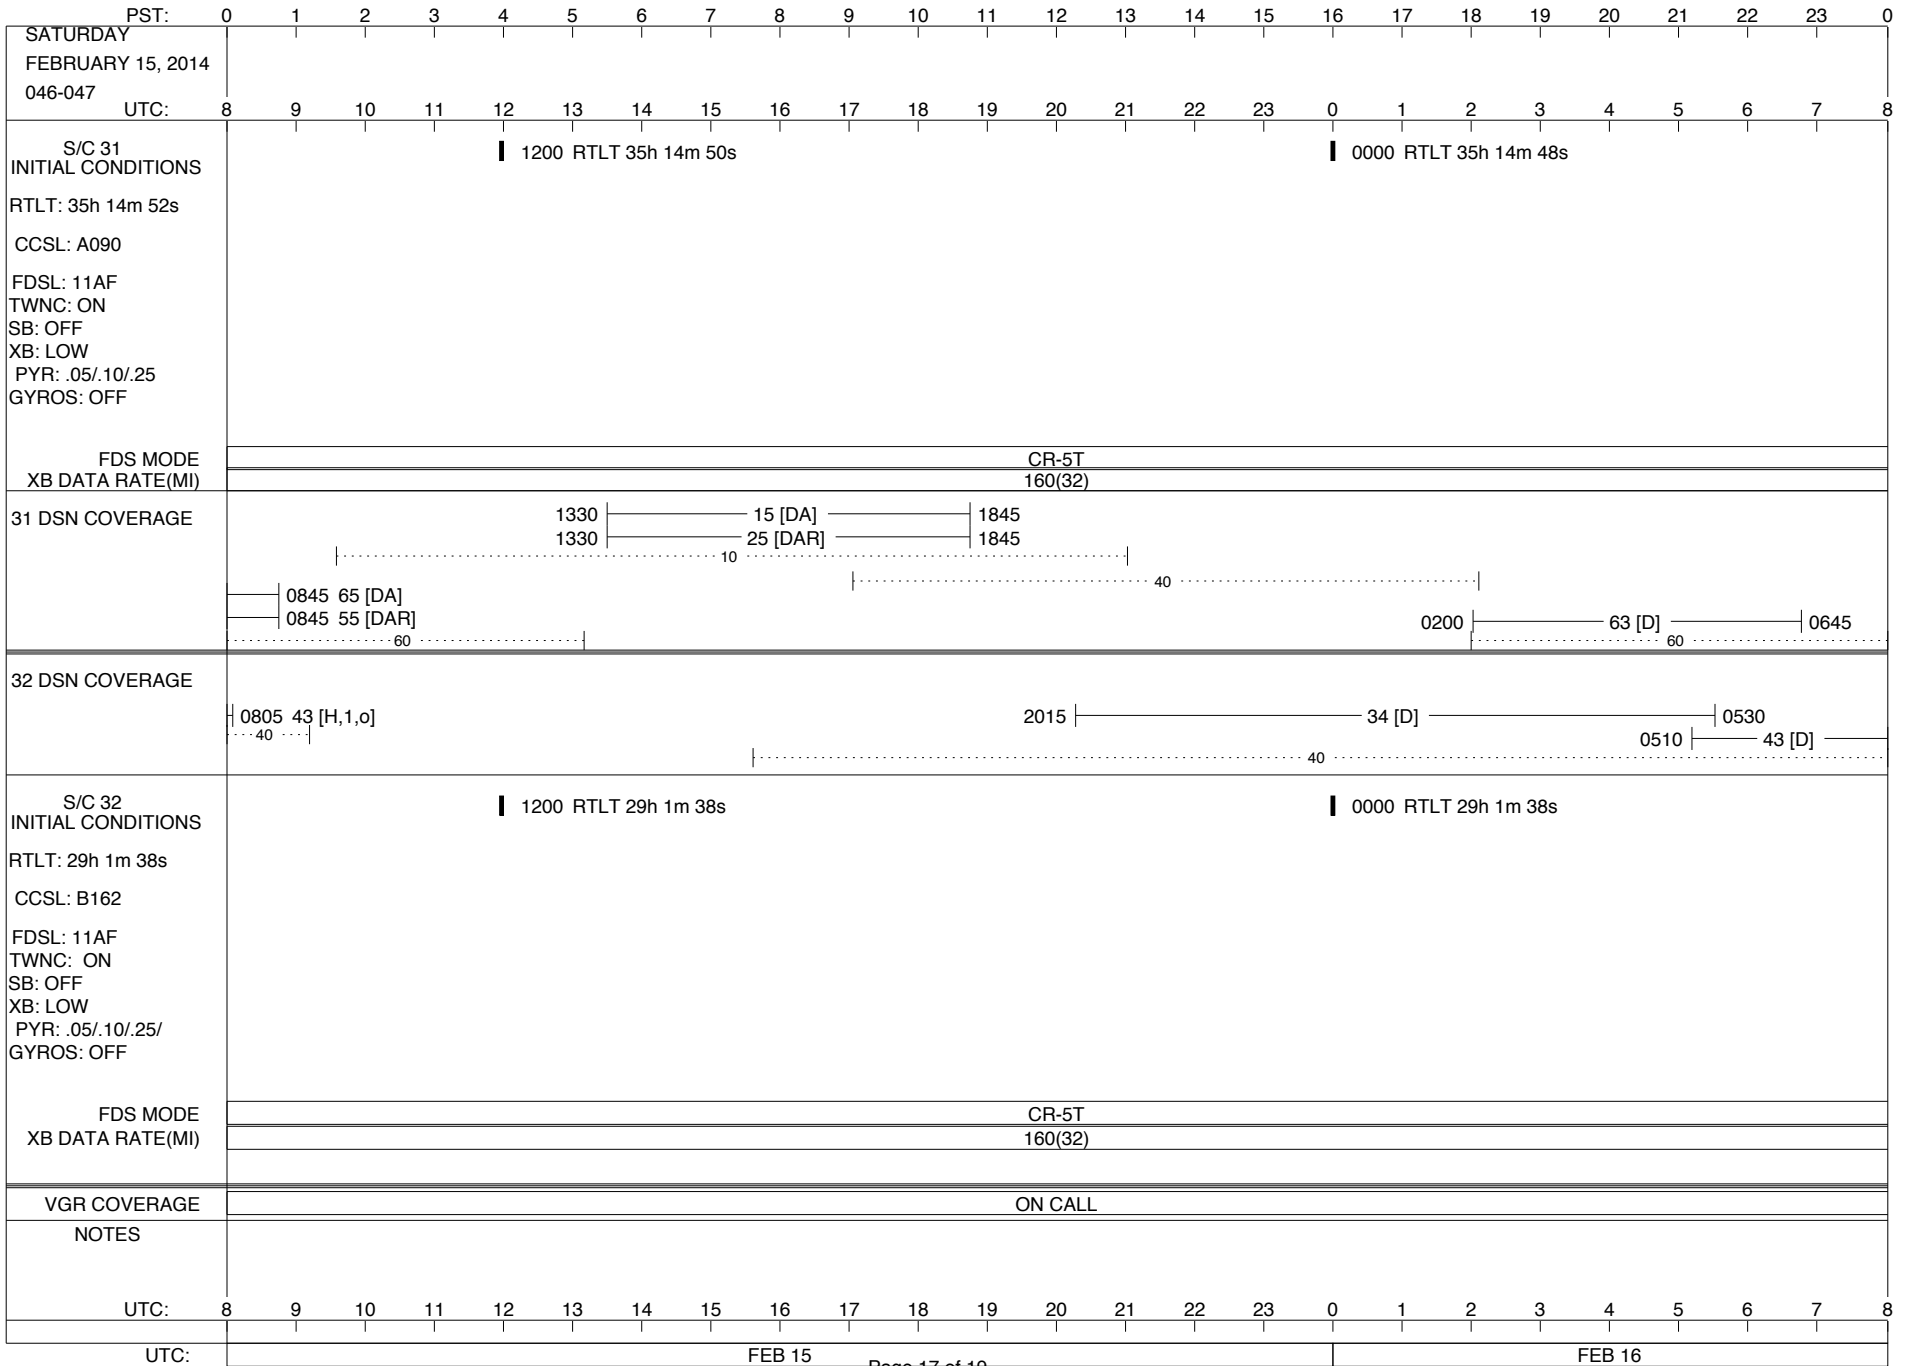 PST: 0 1 2 3 4 5 6 7 8 9 10 11 12 13 14 15 16 17 18 19 20 21 22 23 0
SATURDAY
FEBRUARY 15, 2014
046-047
UTC: 8 9 10 11 12 13 14 15 16 17 18 19 20 21 22 23 0 1 2 3 4 5 6 7 8
S/C 31
INITIAL CONDITIONS
1200 RTLT 35h 14m 50s
0000 RTLT 35h 14m 48s
RTLT: 35h 14m 52s
CCSL: A090
FDSL: 11AF
TWNC: ON
SB: OFF
XB: LOW
PYR: .05/.10/.25
GYROS: OFF
FDS MODE CR-5T
XB DATA RATE(MI) 160(32)
31 DSN COVERAGE
1330 15 [DA] 1845
1330 25 [DAR] 1845
10
40
0845 65 [DA]
0845 55 [DAR]
0200 63 [D] 0645
60 60
32 DSN COVERAGE
0805 43 [H,1,o] 2015 34 [D] 0530
40 0510 43 [D]
40
S/C 32
INITIAL CONDITIONS
1200 RTLT 29h 1m 38s
0000 RTLT 29h 1m 38s
RTLT: 29h 1m 38s
CCSL: B162
FDSL: 11AF
TWNC: ON
SB: OFF
XB: LOW
PYR: .05/.10/.25/
GYROS: OFF
FDS MODE CR-5T
XB DATA RATE(MI) 160(32)
VGR COVERAGE ON CALL
NOTES
UTC: 8 9 10 11 12 13 14 15 16 17 18 19 20 21 22 23 0 1 2 3 4 5 6 7 8
UTC: FEB 15 FEB 16
Page 17 of 19